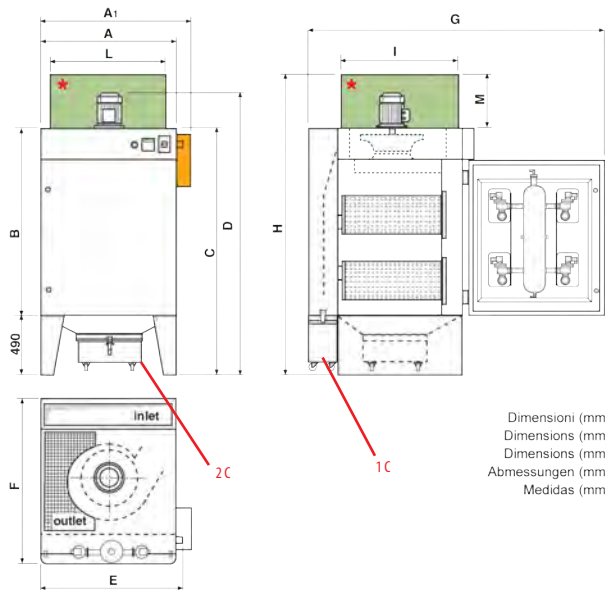 A1
A
L
G
I
*
*
M
B
C
D
H
490
inlet
outlet
F
E
2C
1C
Dimensioni (mm
Dimensions (mm
Dimensions (mm
Abmessungen (mm
Medidas (mm